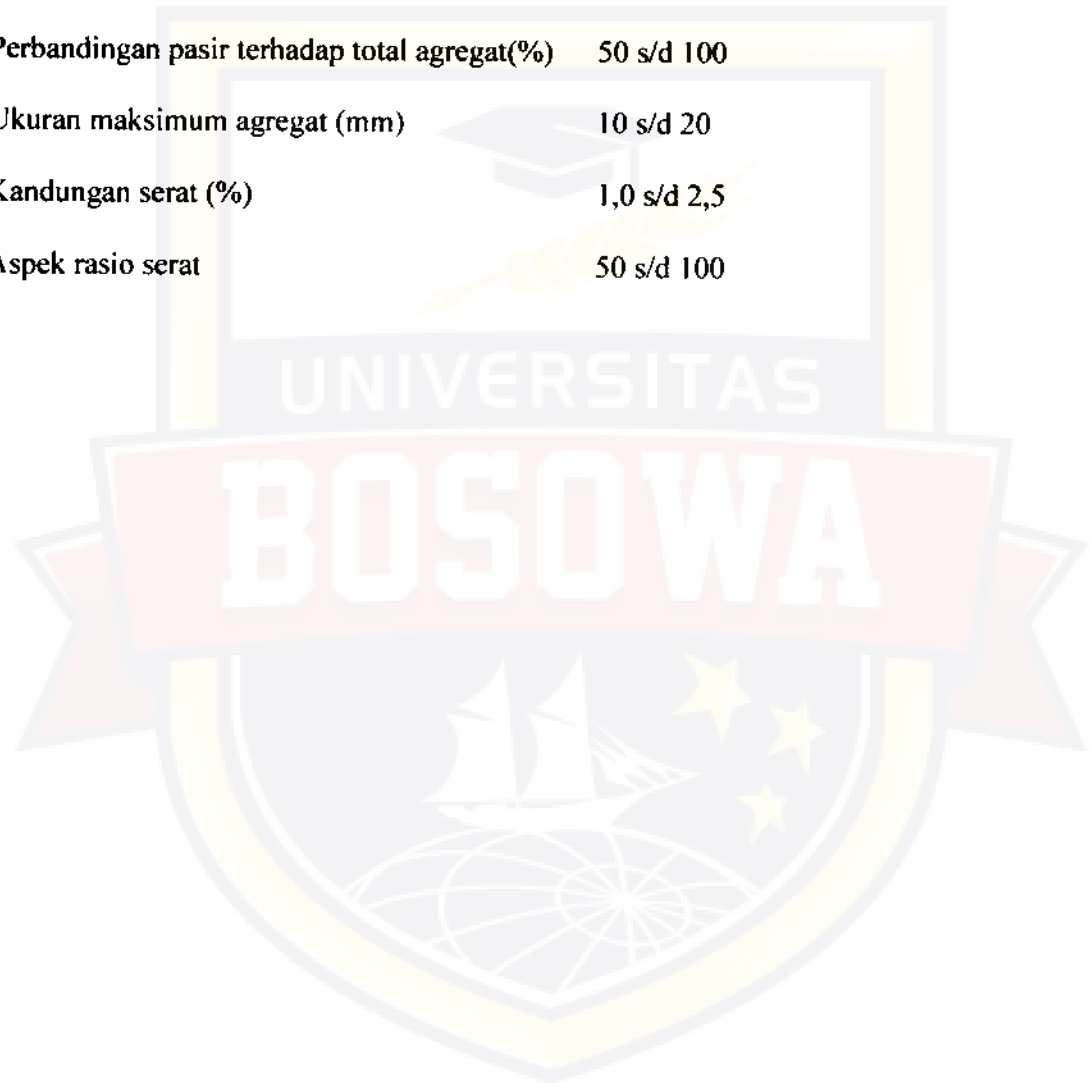 Perbandingan pasir terhadap total agregat(%) 50 s/d 100
Ukuran maksimum agregat (mm) 10 s/d 20
Kandungan serat (%) 1,0 s/d 2,5
Aspek rasio serat 50 s/d 100
UNIVERSITAS
BOSOWA